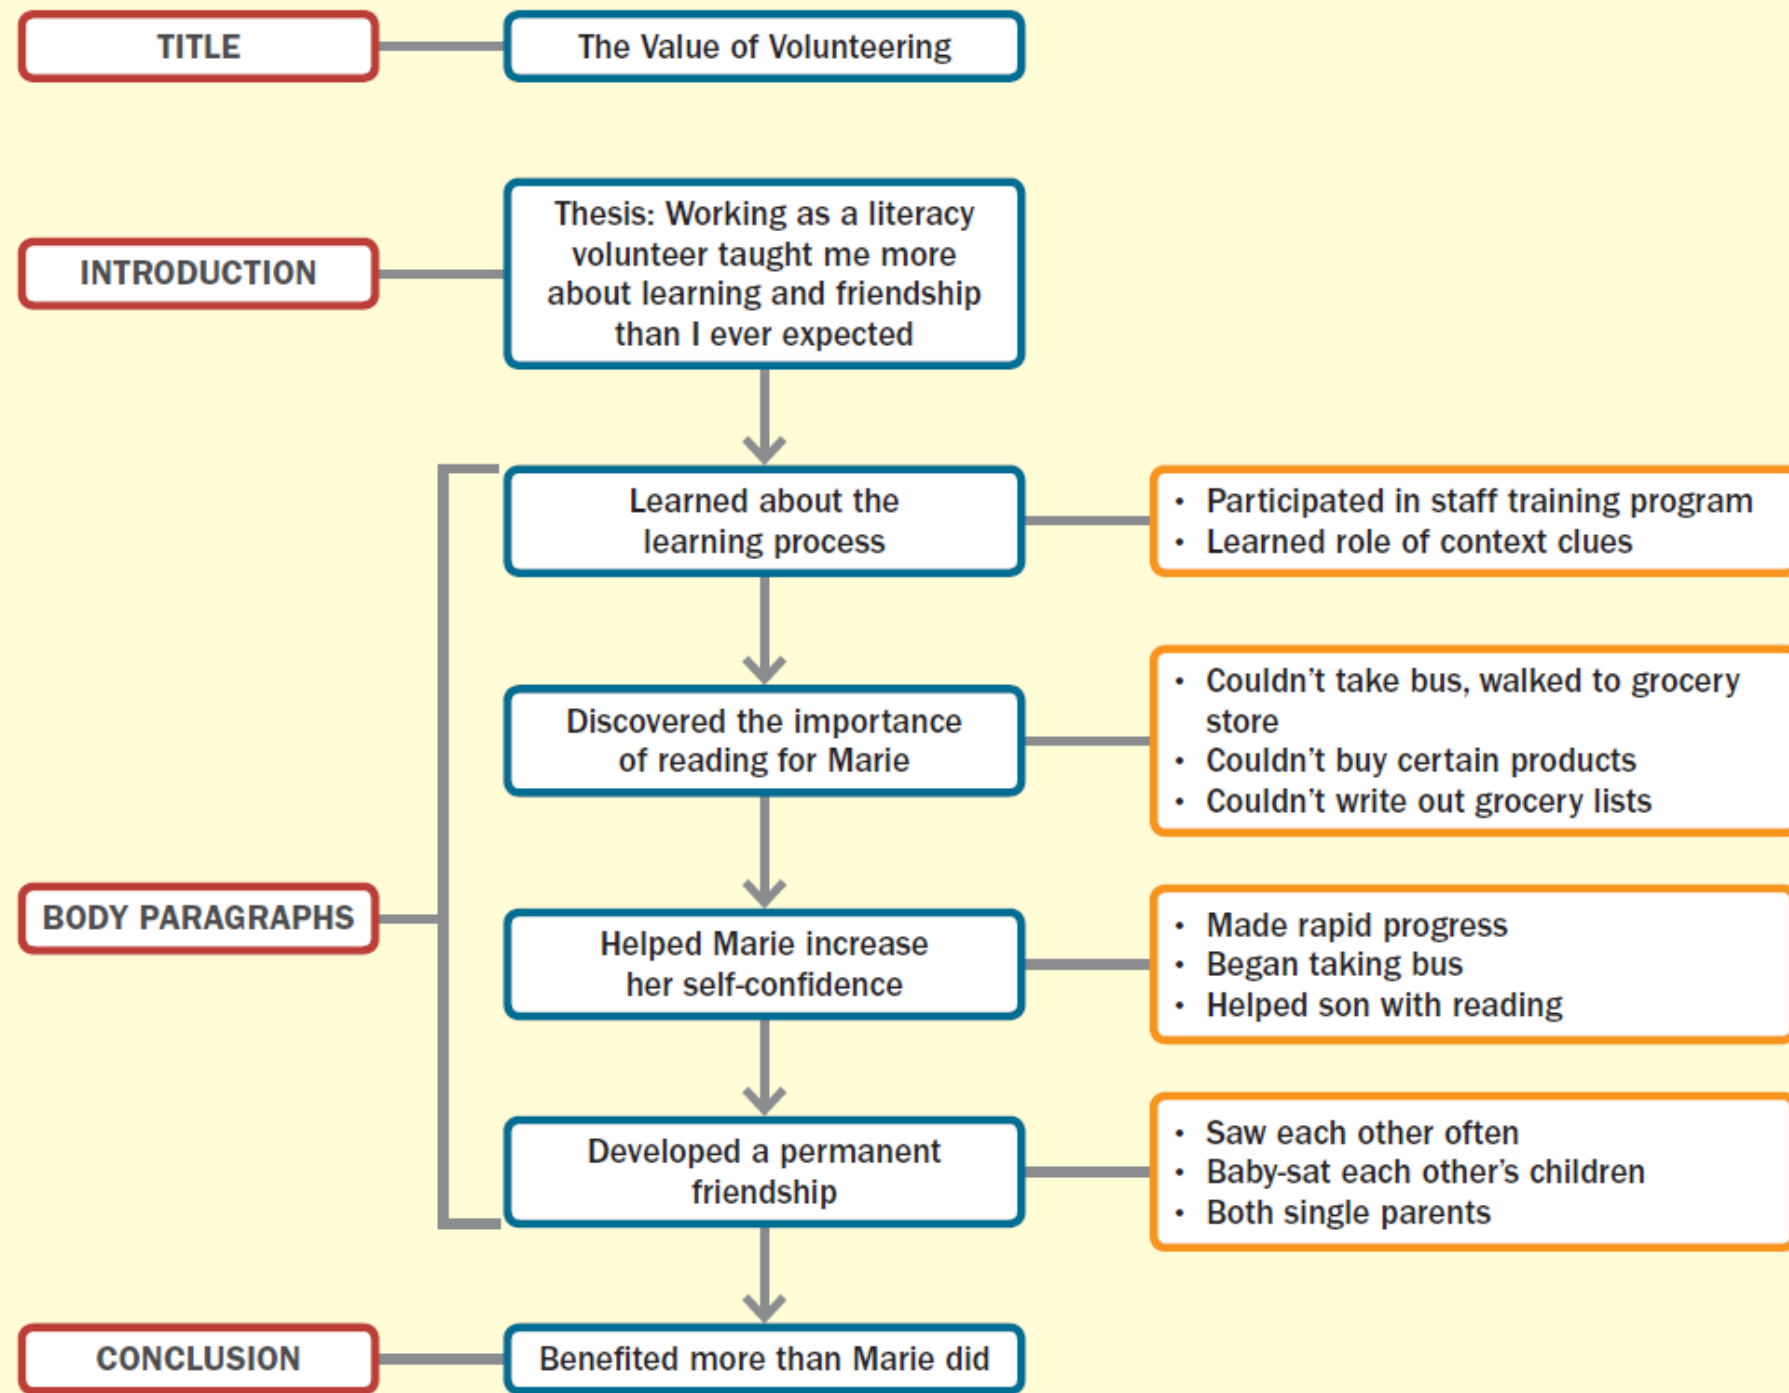 TITLE
The Value of Volunteering
INTRODUCTION
Thesis: Working as a literacy
volunteer taught me more
about learning and friendship
than I ever expected
BODY PARAGRAPHS
Learned about the
learning process
• Participated in staff training program
• Learned role of context clues
Discovered the importance
of reading for Marie
• Couldn’t take bus, walked to grocery
store
• Couldn’t buy certain products
• Couldn’t write out grocery lists
Helped Marie increase
her self-confidence
• Made rapid progress
• Began taking bus
• Helped son with reading
Developed a permanent
friendship
• Saw each other often
• Baby-sat each other’s children
• Both single parents
CONCLUSION
Benefited more than Marie did